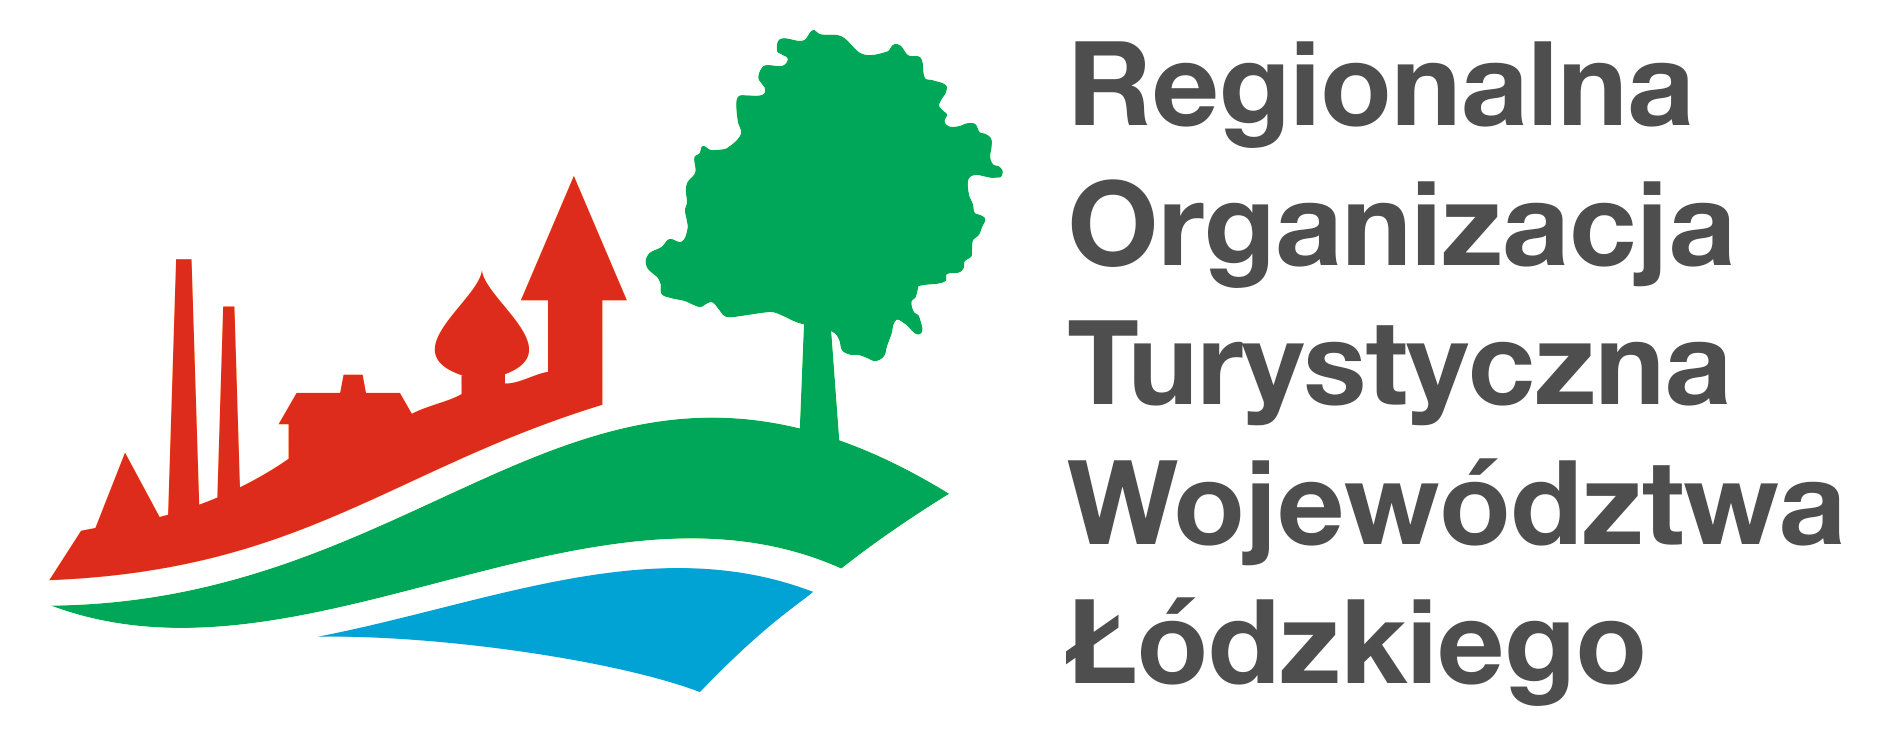 Regionalna
Organizacja
Turystyczna
Województwa
Łódzkiego